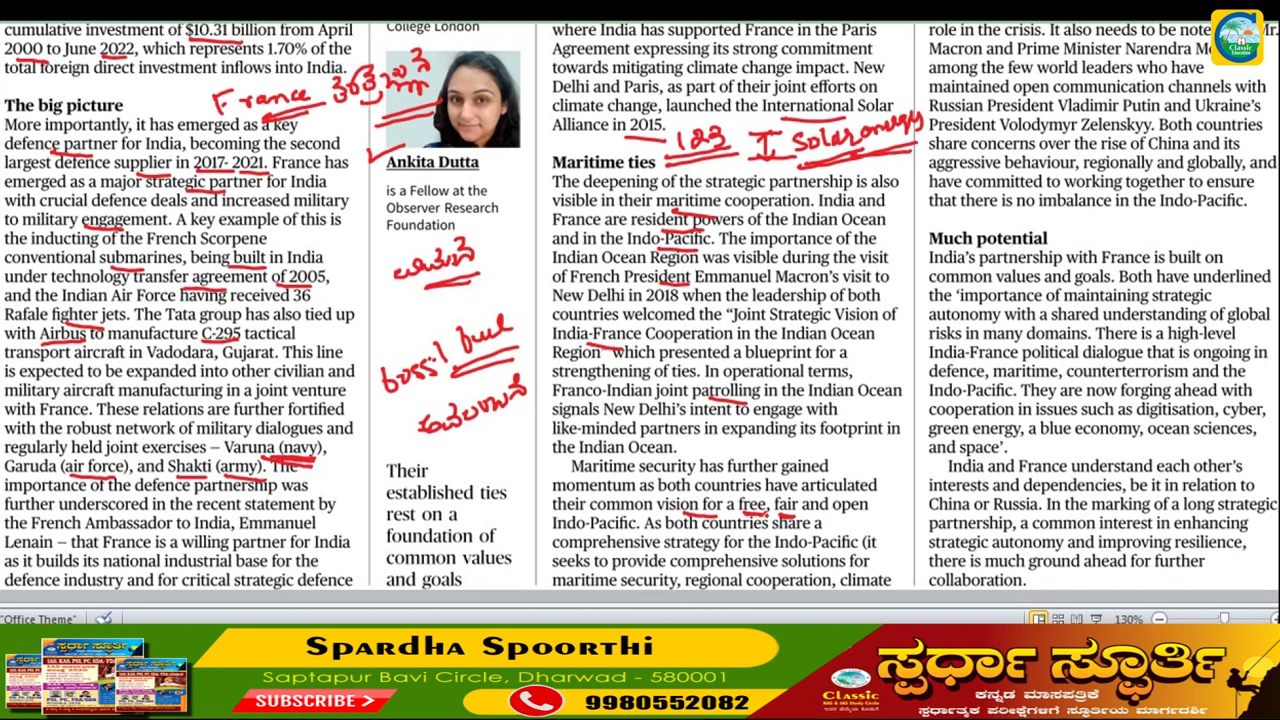 cumulative investment of $10.31 billion from April
2000 to June 2022, which represents 1.70% of the
total foreign direct investment inflows into India.
The big picture
More importantly, it has emerged as a key
defence partner for India, becoming the second
largest defence supplier in 2017-2021. France has
emerged as a major strategic partner for India
with crucial defence deals and increased military
to military engagement. A key example of this is
the inducting of the French Scorpene
conventional submarines, being built in India
under technology transfer agreement of 2005,
and the Indian Air Force having received 36
Rafale fighter jets. The Tata group has also tied up
with Airbus to manufacture C-295 tactical
transport aircraft in Vadodara, Gujarat. This line
is expected to be expanded into other civilian and
military aircraft manufacturing in a joint venture
with France. These relations are further fortified
with the robust network of military dialogues and
regularly held joint exercises — Varuna (navy),
Garuda (air force), and Shakti (army). The
importance of the defence partnership was
further underscored in the recent statement by
the French Ambassador to India, Emmanuel
Lenain – that France is a willing partner for India
as it builds its national industrial base for the
defence industry and for critical strategic defence
France
College London
Ankita Dutta
is a Fellow at the
Observer Research
Foundation
fuel
Their
established ties
rest on a
foundation of
common values
and goals
where India has supported France in the Paris
Agreement expressing its strong commitment
towards mitigating climate change impact. New
Delhi and Paris, as part of their joint efforts on
climate change, launched the International Solar
Alliance in 2015.
123 I Solar energy
Maritime ties
The deepening of the strategic partnership is also
visible in their maritime cooperation. India and
France are resident powers of the Indian Ocean
and in the Indo-Pacific. The importance of the
Indian Ocean Region was visible during the visit
of French President Emmanuel Macron's visit to
New Delhi in 2018 when the leadership of both
countries welcomed the "Joint Strategic Vision of
India-France Cooperation in the Indian Ocean
Region" which presented a blueprint for a
strengthening of ties. In operational terms,
Franco-Indian joint patrolling in the Indian Ocean
signals New Delhi's intent to engage with
like-minded partners in expanding its footprint in
the Indian Ocean.
Maritime security has further gained
momentum as both countries have articulated
their common vision for a free, fair and open
Indo-Pacific. As both countries share a
comprehensive strategy for the Indo-Pacific (it
seeks to provide comprehensive solutions for
maritime security, regional cooperation, climate
role in the crisis. It also needs to be note Mr.
Macron and Prime Minister Narendra M
among the few world leaders who have
maintained open communication channels with
Russian President Vladimir Putin and Ukraine's
President Volodymyr Zelenskyy. Both countries
share concerns over the rise of China and its
aggressive behaviour, regionally and globally, and
have committed to working together to ensure
that there is no imbalance in the Indo-Pacific.
Much potential
India's partnership with France is built on
common values and goals. Both have underlined
the 'importance of maintaining strategic
autonomy with a shared understanding of global
risks in many domains. There is a high-level
India-France political dialogue that is ongoing in
defence, maritime, counterterrorism and the
Indo-Pacific. They are now forging ahead with
cooperation in issues such as digitisation, cyber,
green energy, a blue economy, ocean sciences,
and space'.
India and France understand each other's
interests and dependencies, be it in relation to
China or Russia. In the marking of a long strategic
partnership, a common interest in enhancing
strategic autonomy and improving resilience,
there is much ground ahead for further
collaboration.
Classic
Education
"Office Theme"
130%
Spardha Spoorthi
Saptapur Bavi Circle, Dharwad - 580001
SUBSCRIBE
9980552082
Classic
KAS & IAS Study Circle
ಸ್ಪರ್ಧಾ ಸ್ಫೂರ್ತಿ
ಕನ್ನಡ ಮಾಸಪತ್ರಿಕೆ
ಸ್ಪರ್ಧಾತ್ಮಕ ಪರೀಕ್ಷೆಗಳಿಗೆ ಸ್ಫೂರ್ತಿಯ ಮಾರ್ಗದರ್ಶಿ